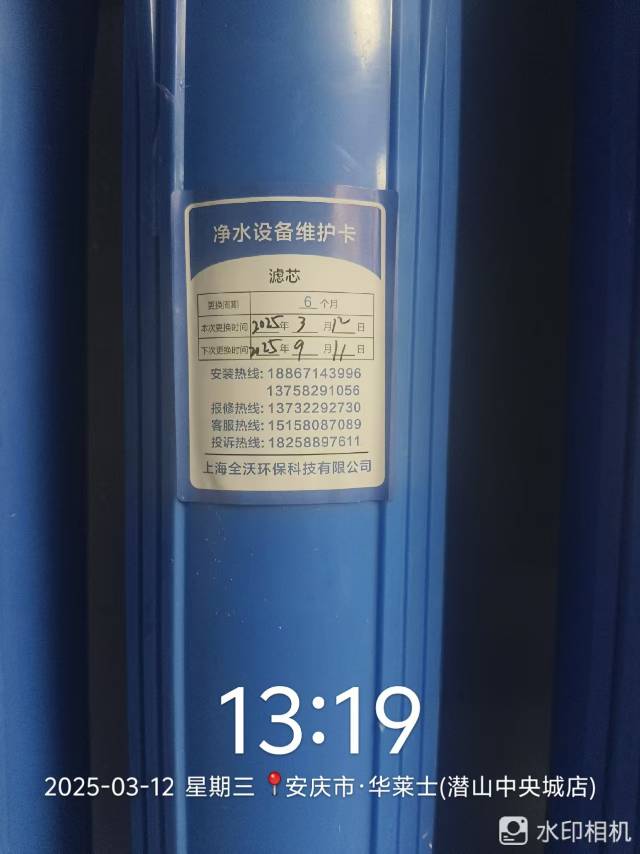 净水设备维护卡
滤芯
更换周期 6 个月
本次更换时间 2025年 3 月 12 日
下次更换时间 2025年 9 月 11 日
安装热线: 18867143996
13758291056
报修热线: 13732292730
客服热线: 15158087089
投诉热线: 18258897611
上海全沃环保科技有限公司
13:19
2025-03-12 星期三 📍安庆市·华莱士(潜山中央城店)
水印相机